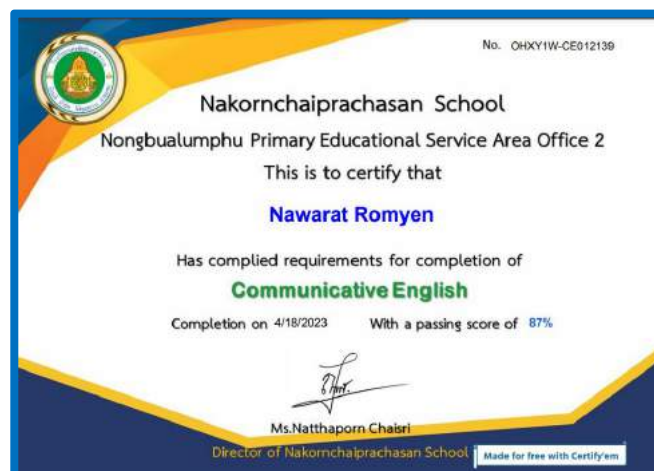 No. OHXY1W-CE012139
Nakornchaiprachasan School
Nongbualumphu Primary Educational Service Area Office 2
This is to certify that
Nawarat Romyen
Has complied requirements for completion of
Communicative English
Completion on 4/18/2023 With a passing score of 87%
Ms.Natthaporn Chaisri
Director of Nakornchaiprachasan School
Made for free with Certify'em